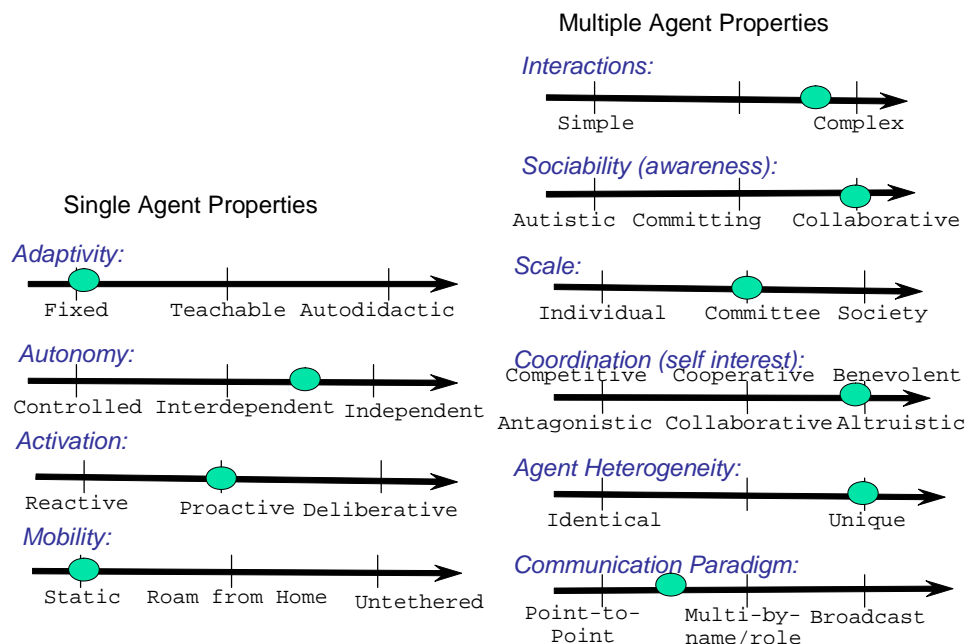 Single Agent Properties
Adaptivity:
Fixed Teachable Autodidactic
Autonomy:
Controlled Interdependent Independent
Activation:
Reactive Proactive Deliberative
Mobility:
Static Roam from Home Untethered
Multiple Agent Properties
Interactions:
Simple Complex
Sociability (awareness):
Autistic Committing Collaborative
Scale:
Individual Committee Society
Coordination (self interest):
Competitive Cooperative Benevolent
Antagonistic Collaborative Altruistic
Agent Heterogeneity:
Identical Unique
Communication Paradigm:
Point-to- Multi-by- Broadcast
Point name/role